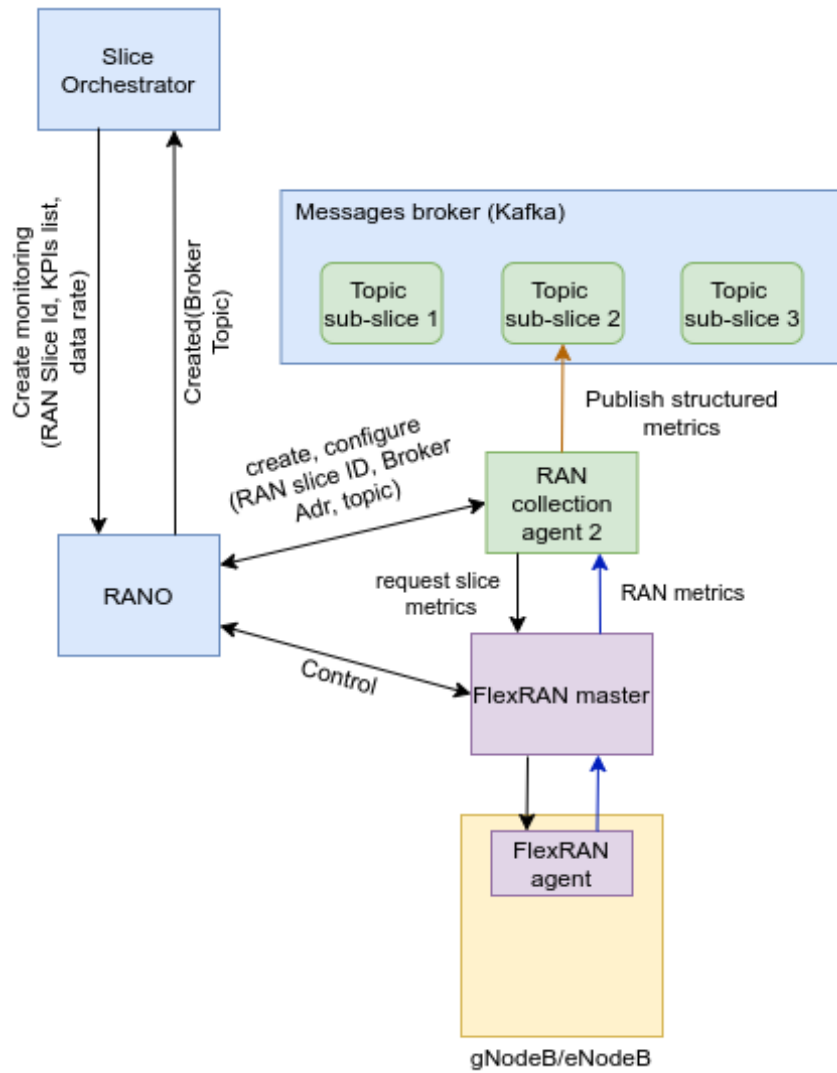 Slice
Orchestrator
Create monitoring
(RAN Slice Id, KPIs list,
data rate)
Created(Broker
Topic)
Messages broker (Kafka)
Topic
sub-slice 1
Topic
sub-slice 2
Topic
sub-slice 3
Publish structured
metrics
create, configure
(RAN slice ID, Broker
Adr, topic)
RAN
collection
agent 2
RANO
request slice
metrics
RAN metrics
Control
FlexRAN master
FlexRAN
agent
gNodeB/eNodeB